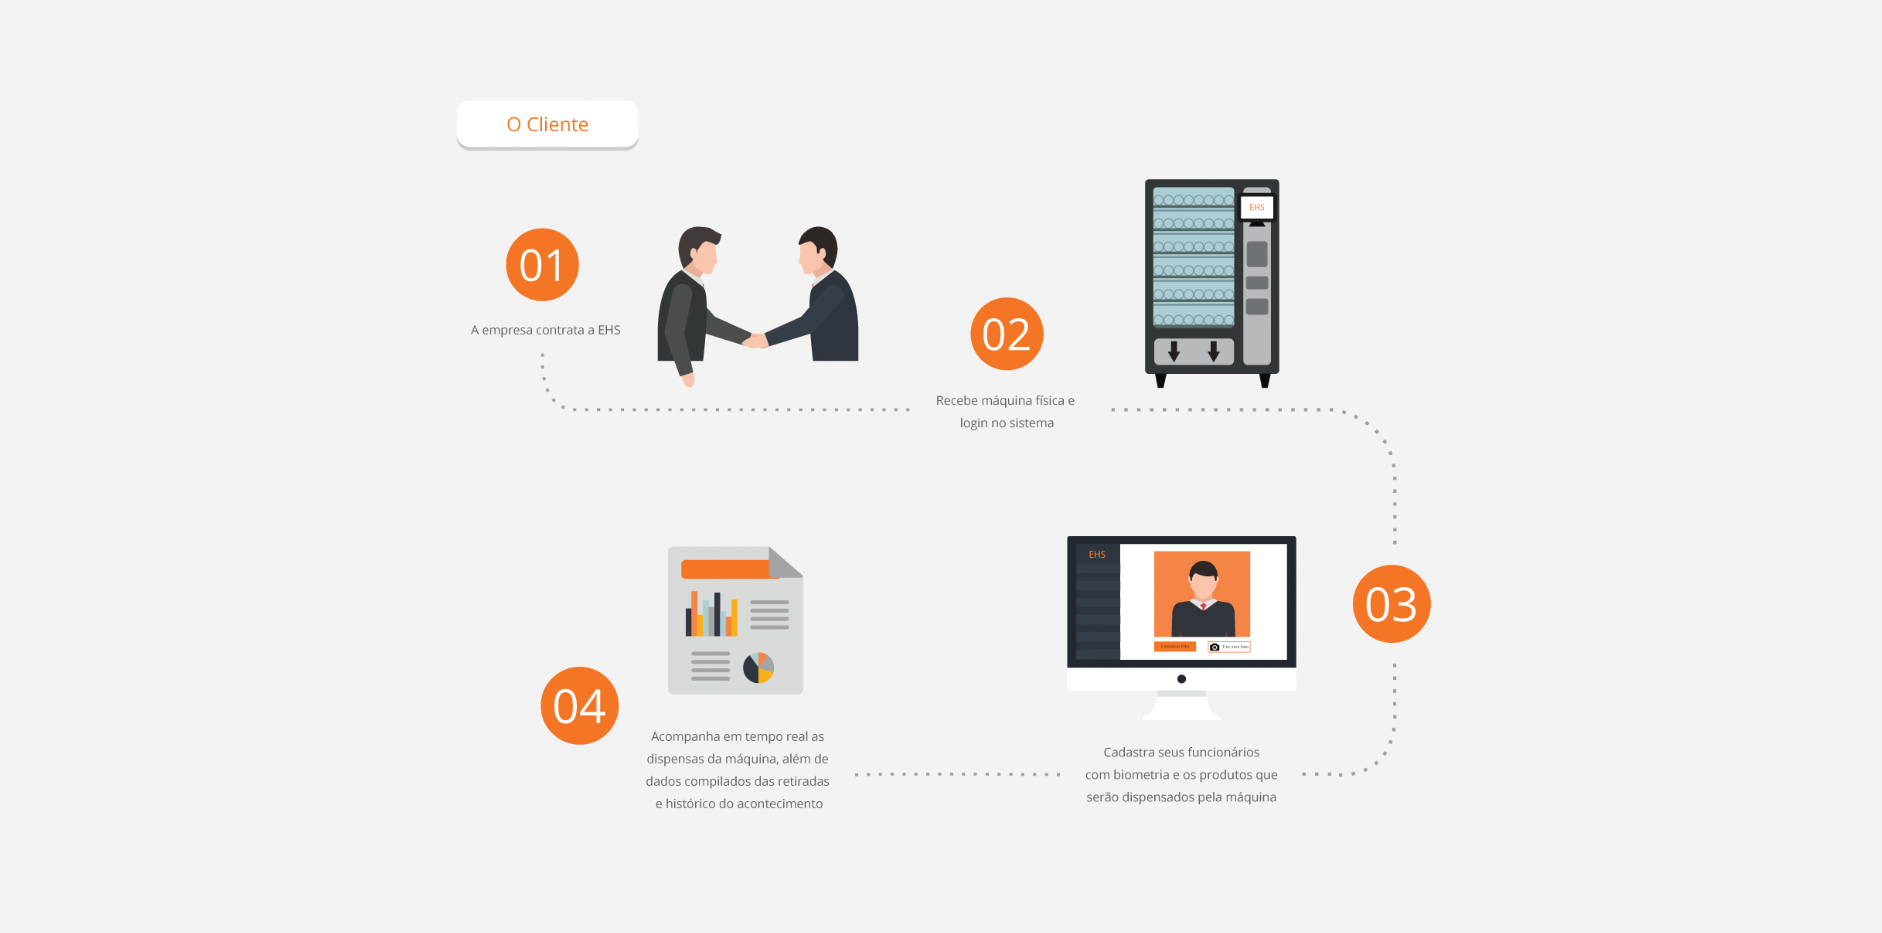 O Cliente
01
A empresa contrata a EHS
02
Recebe máquina física e
login no sistema
EHS
03
EHS
Cadastra seus funcionários
com biometria e os produtos que
serão dispensados pela máquina
04
Acompanha em tempo real as
dispensas da máquina, além de
dados compilados das retiradas
e histórico do acontecimento